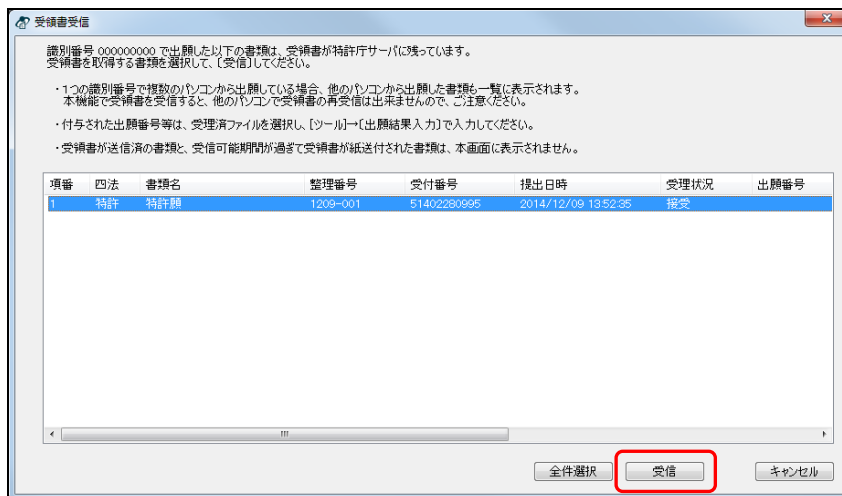 受領書受信
識別番号 000000000 で出願した以下の書類は、受領書が特許庁サーバに残っています。
受領書を取得する書類を選択して、[受信]してください。
・1つの識別番号で複数のパソコンから出願している場合、他のパソコンから出願した書類も一覧に表示されます。
本機能で受領書を受信すると、他のパソコンで受領書の再受信は出来ませんので、ご注意ください。
・付与された出願番号等は、受理済ファイルを選択し、[ツール]→[出願結果入力]で入力してください。
・受領書が送信済の書類と、受信可能期間が過ぎて受領書が紙送付された書類は、本画面に表示されません。
項番 四法 書類名 整理番号 受付番号 提出日時 受理状況 出願番号
1 特許 特許願 1209-001 51402280995 2014/12/09 13:52:35 接受
全件選択 受信 キャンセル